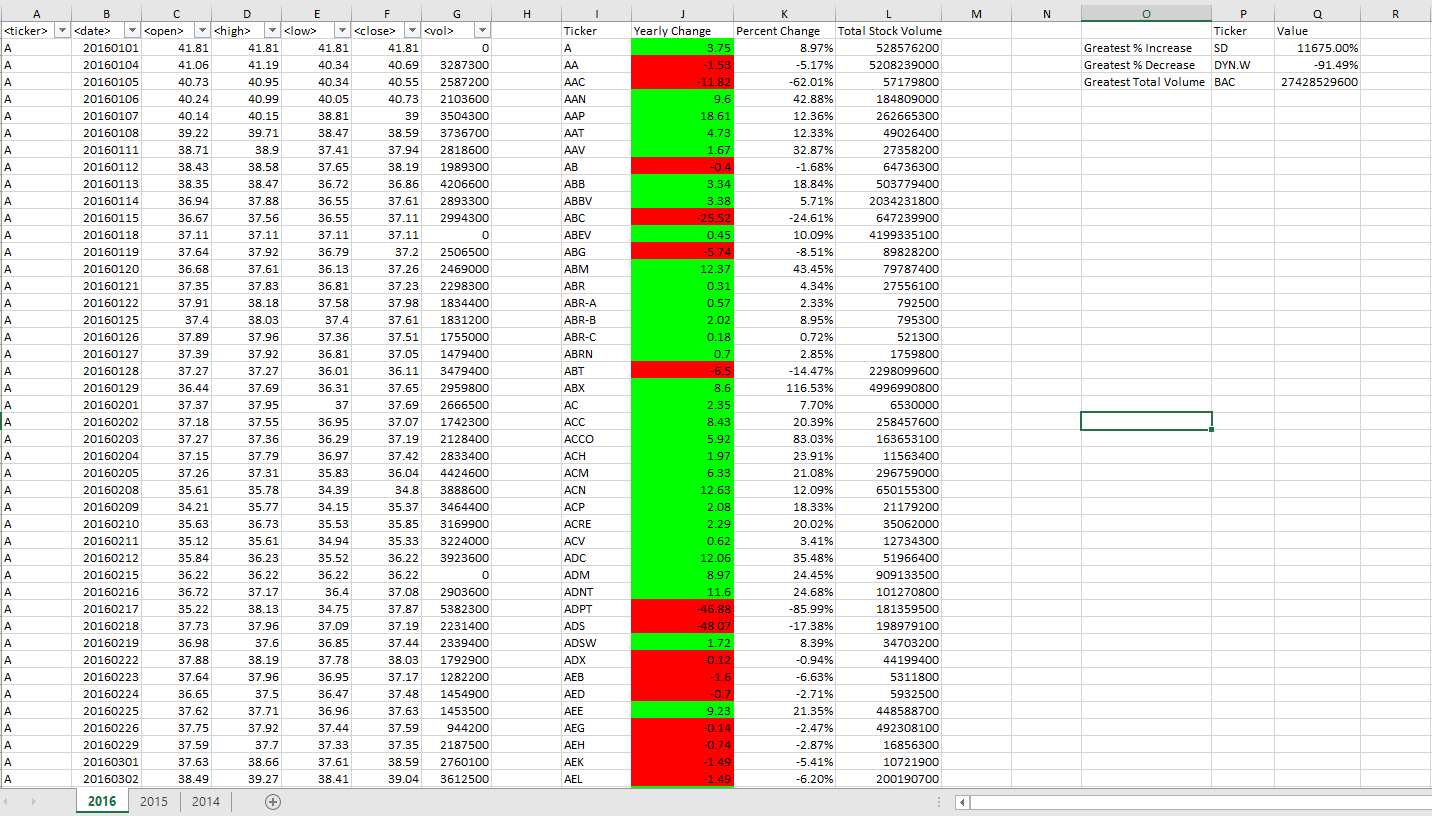 A B C D E F G H I J K L M N O P Q R
<ticker> <date> <open> <high> <low> <close> <vol> Ticker Yearly Change Percent Change Total Stock Volume Ticker Value
A 20160101 41.81 41.81 41.81 41.81 0 A 3.75 8.97% 528576200 Greatest % Increase SD 11675.00%
A 20160104 41.06 41.19 40.34 40.69 3287300 AA -1.53 -5.17% 5208239000 Greatest % Decrease DYN.W -91.49%
A 20160105 40.73 40.95 40.34 40.55 2587200 AAC -11.82 -62.01% 57179800 Greatest Total Volume BAC 27428529600
A 20160106 40.24 40.99 40.05 40.73 2103600 AAN 9.6 42.88% 184809000
A 20160107 40.14 40.15 38.81 39 3504300 AAP 18.61 12.36% 262665300
A 20160108 39.22 39.71 38.47 38.59 3736700 AAT 4.73 12.33% 49026400
A 20160111 38.71 38.9 37.41 37.94 2818600 AAV 1.67 32.87% 27358200
A 20160112 38.43 38.58 37.65 38.19 1989300 AB -0.4 -1.68% 64736300
A 20160113 38.35 38.47 36.72 36.86 4206600 ABB 3.34 18.84% 503779400
A 20160114 36.94 37.88 36.55 37.61 2893300 ABBV 3.38 5.71% 2034231800
A 20160115 36.67 37.56 36.55 37.11 2994300 ABC -25.52 -24.61% 647239900
A 20160118 37.11 37.11 37.11 37.11 0 ABEV 0.45 10.09% 4199335100
A 20160119 37.64 37.92 36.79 37.2 2506500 ABG -5.74 -8.51% 89828200
A 20160120 36.68 37.61 36.13 37.26 2469000 ABM 12.37 43.45% 79787400
A 20160121 37.35 37.83 36.81 37.23 2298300 ABR 0.31 4.34% 27556100
A 20160122 37.91 38.18 37.58 37.98 1834400 ABR-A 0.57 2.33% 792500
A 20160125 37.4 38.03 37.4 37.61 1831200 ABR-B 2.02 8.95% 795300
A 20160126 37.89 37.96 37.36 37.51 1755000 ABR-C 0.18 0.72% 521300
A 20160127 37.39 37.92 36.81 37.05 1479400 ABRN 0.7 2.85% 1759800
A 20160128 37.27 37.27 36.01 36.11 3479400 ABT -6.5 -14.47% 2298099600
A 20160129 36.44 37.69 36.31 37.65 2959800 ABX 8.6 116.53% 4996990800
A 20160201 37.37 37.95 37 37.69 2666500 AC 2.35 7.70% 6530000
A 20160202 37.18 37.55 36.95 37.07 1742300 ACC 8.43 20.39% 258457600
A 20160203 37.27 37.36 36.29 37.19 2128400 ACCO 5.92 83.03% 163653100
A 20160204 37.15 37.79 36.97 37.42 2833400 ACH 1.97 23.91% 11563400
A 20160205 37.26 37.31 35.83 36.04 4424600 ACM 6.33 21.08% 296759000
A 20160208 35.61 35.78 34.39 34.8 3888600 ACN 12.63 12.09% 650155300
A 20160209 34.21 35.77 34.15 35.37 3464400 ACP 2.08 18.33% 21179200
A 20160210 35.63 36.73 35.53 35.85 3169900 ACRE 2.29 20.02% 35062000
A 20160211 35.12 35.61 34.94 35.33 3224000 ACV 0.62 3.41% 12734300
A 20160212 35.84 36.23 35.52 36.22 3923600 ADC 12.06 35.48% 51966400
A 20160215 36.22 36.22 36.22 36.22 0 ADM 8.97 24.45% 909133500
A 20160216 36.72 37.17 36.4 37.08 2903600 ADNT 11.6 24.68% 101270800
A 20160217 35.22 38.13 34.75 37.87 5382300 ADPT -46.88 -85.99% 181359500
A 20160218 37.73 37.96 37.09 37.19 2231400 ADS -48.07 -17.38% 198979100
A 20160219 36.98 37.6 36.85 37.44 2339400 ADSW 1.72 8.39% 34703200
A 20160222 37.88 38.19 37.78 38.03 1792900 ADX -0.12 -0.94% 44199400
A 20160223 37.64 37.96 36.95 37.17 1282200 AEB -1.6 -6.63% 5311800
A 20160224 36.65 37.5 36.47 37.48 1454900 AED -0.7 -2.71% 5932500
A 20160225 37.62 37.71 36.96 37.63 1453500 AEE 9.23 21.35% 448588700
A 20160226 37.75 37.92 37.44 37.59 944200 AEG -0.14 -2.47% 492308100
A 20160229 37.59 37.7 37.33 37.35 2187500 AEH -0.74 -2.87% 16856300
A 20160301 37.63 38.66 37.61 38.59 2760100 AEK -1.49 -5.41% 10721900
A 20160302 38.49 39.27 38.41 39.04 3612500 AEL -1.49 -6.20% 200190700
2016 2015 2014